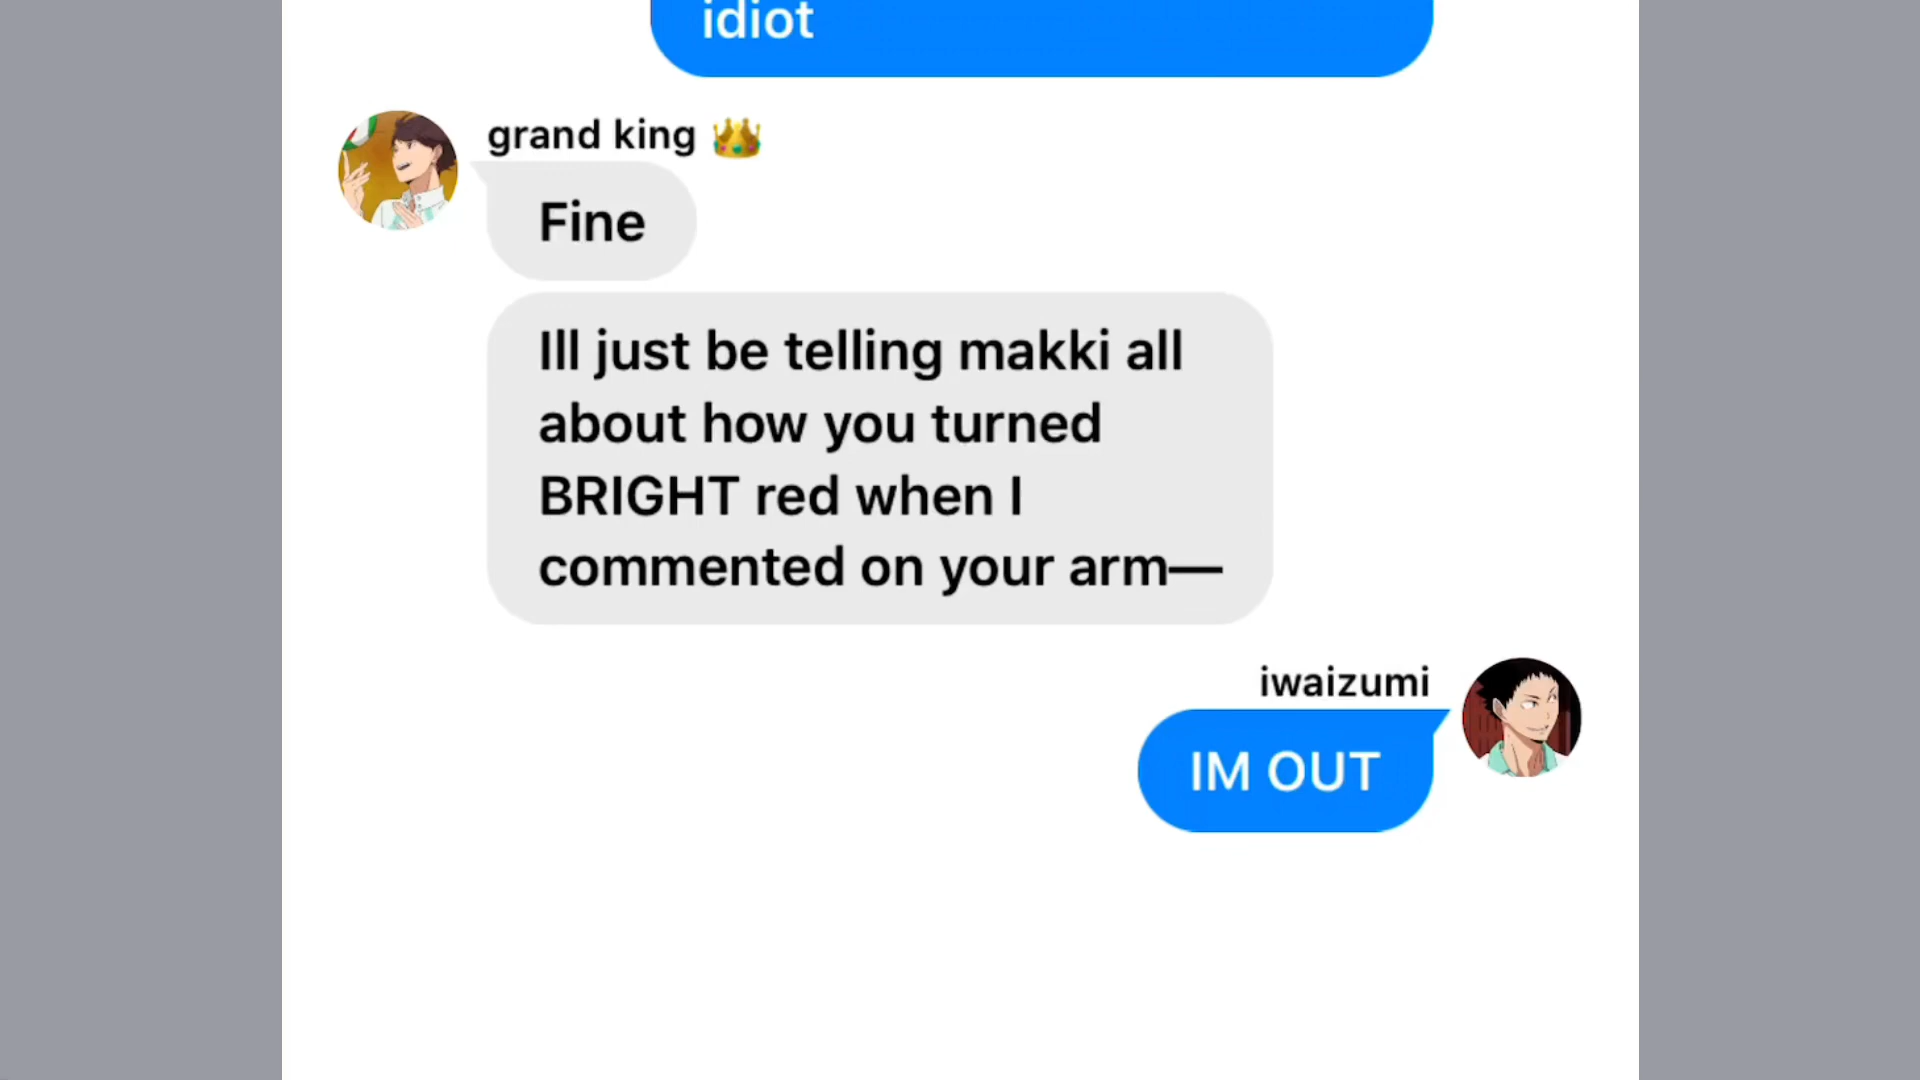 idiot
grand king 👑
Fine
Ill just be telling makki all
about how you turned
BRIGHT red when I
commented on your arm—
iwaizumi
IM OUT